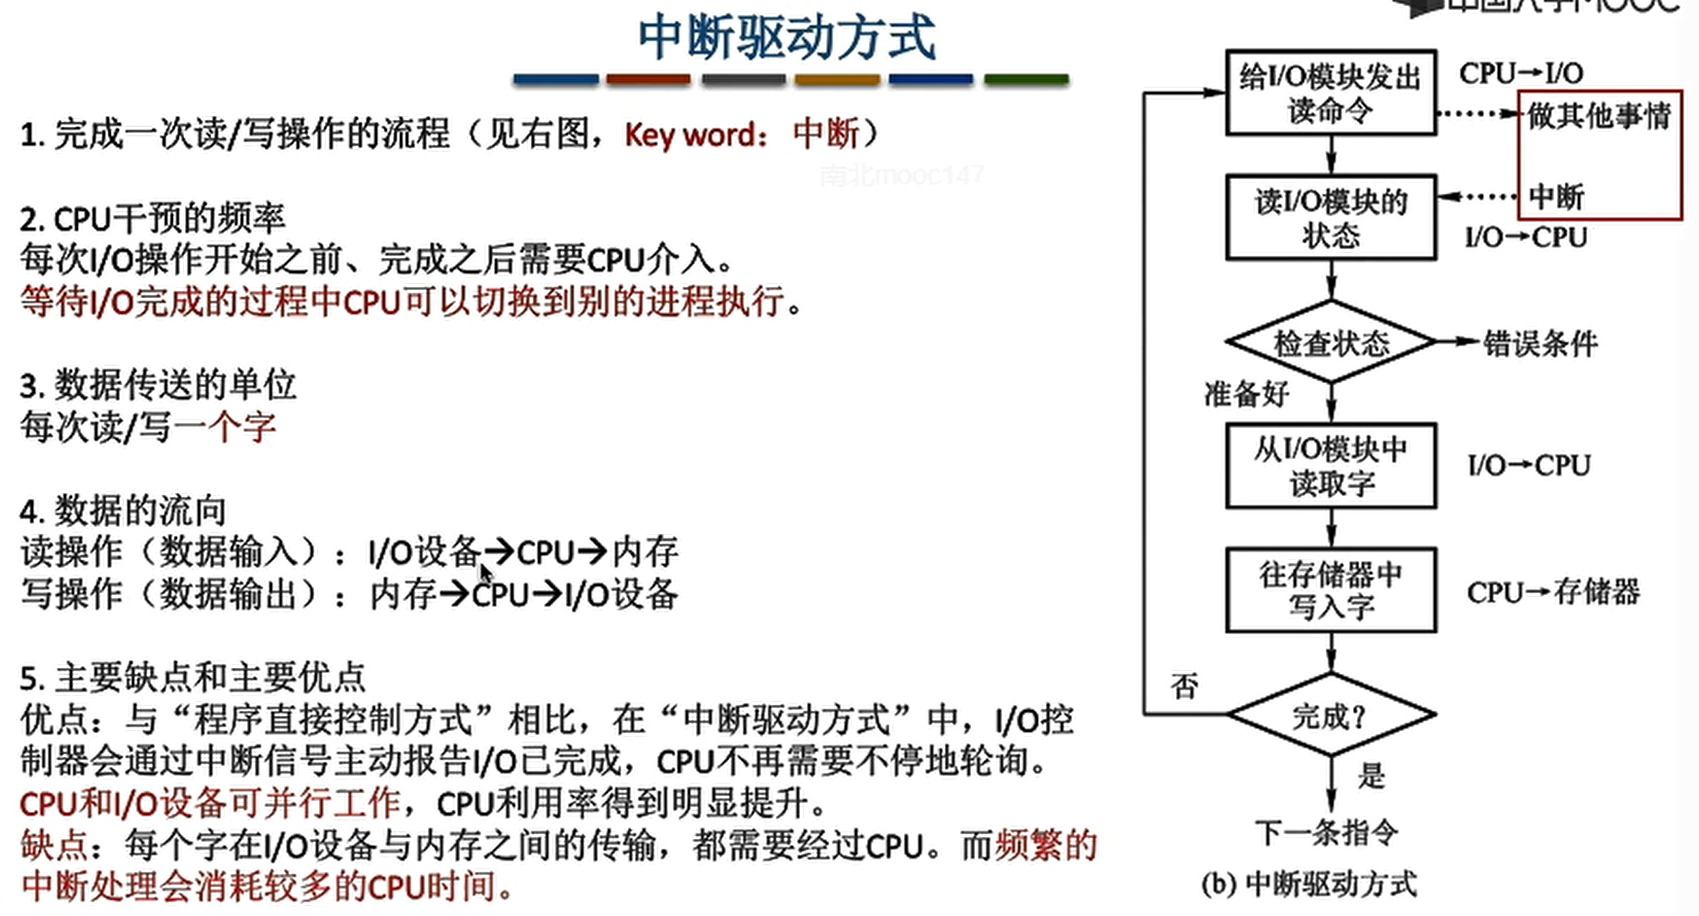 中国大学MOOC
中断驱动方式
1. 完成一次读/写操作的流程（见右图，Key word：中断）
南北mooc147
2. CPU干预的频率
每次I/O操作开始之前、完成之后需要CPU介入。
等待I/O完成的过程中CPU可以切换到别的进程执行。
3. 数据传送的单位
每次读/写一个字
4. 数据的流向
读操作（数据输入）：I/O设备→CPU→内存
写操作（数据输出）：内存→CPU→I/O设备
5. 主要缺点和主要优点
优点：与“程序直接控制方式”相比，在“中断驱动方式”中，I/O控
制器会通过中断信号主动报告I/O已完成，CPU不再需要不停地轮询。
CPU和I/O设备可并行工作，CPU利用率得到明显提升。
缺点：每个字在I/O设备与内存之间的传输，都需要经过CPU。而频繁的
中断处理会消耗较多的CPU时间。
给I/O模块发出
读命令
CPU→I/O
做其他事情
读I/O模块的
状态
中断
I/O→CPU
检查状态
错误条件
准备好
从I/O模块中
读取字
I/O→CPU
往存储器中
写入字
CPU→存储器
否
完成?
是
下一条指令
(b) 中断驱动方式